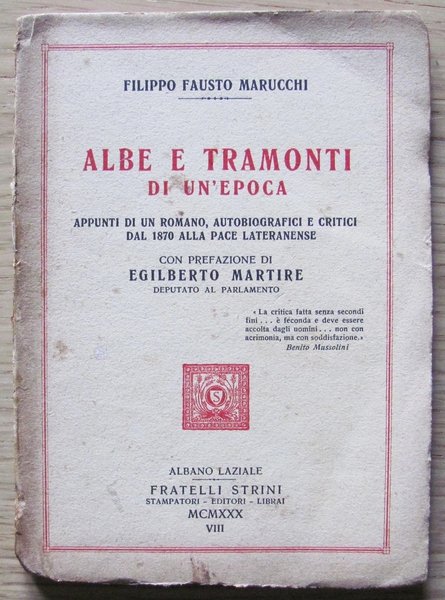 FILIPPO FAUSTO MARUCCHI
ALBE E TRAMONTI
DI UN'EPOCA
APPUNTI DI UN ROMANO, AUTOBIOGRAFICI E CRITICI
DAL 1870 ALLA PACE LATERANENSE
CON PREFAZIONE DI
EGILBERTO MARTIRE
DEPUTATO AL PARLAMENTO
« La critica fatta senza secondi
fini . . . è féconda e deve essere
accolta dagli uomini . . . non con
acrimonia, ma con soddisfazione.»
Benito Mussolini
S
ALBANO LAZIALE
FRATELLI STRINI
STAMPATORI - EDITORI - LIBRAI
MCMXXX
VIII